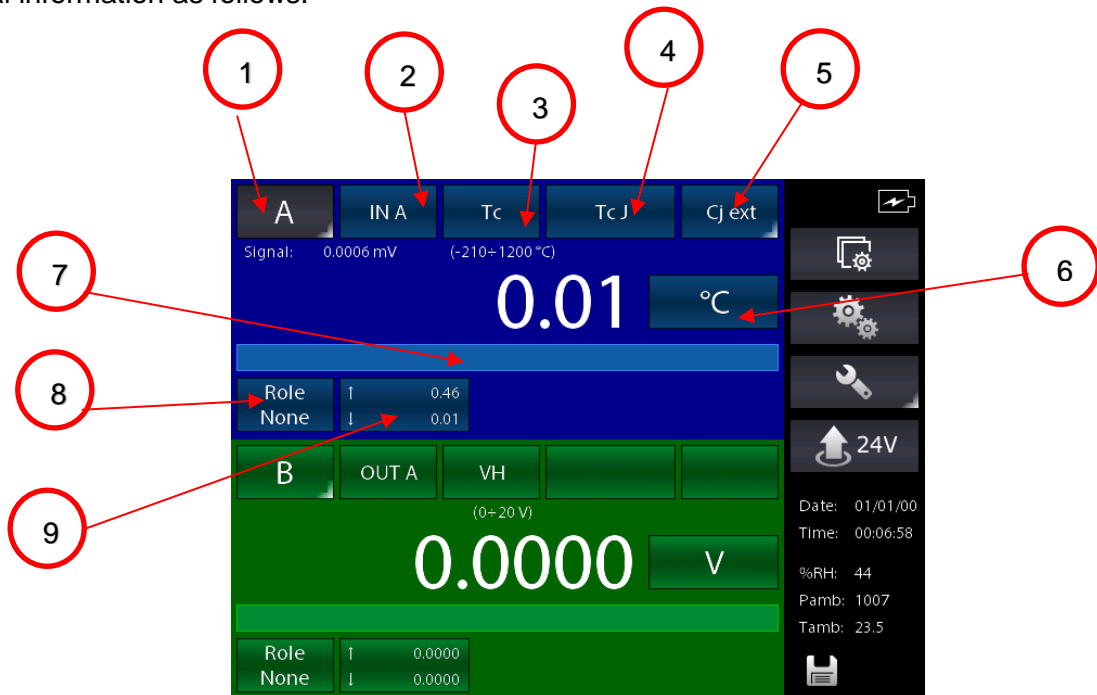 al information as follows:
1
2
3
4
5
A
IN A
Tc
Tc J
Cj ext
Signal: 0.0006 mV (-210÷1200 °C)
7
0.01
°C
6
8
Role
None
↑ 0.46
↓ 0.01
24V
B
OUT A
VH
(0÷20 V)
9
0.0000
V
Date: 01/01/00
Time: 00:06:58
%RH: 44
Pamb: 1007
Tamb: 23.5
Role
None
↑ 0.0000
↓ 0.0000